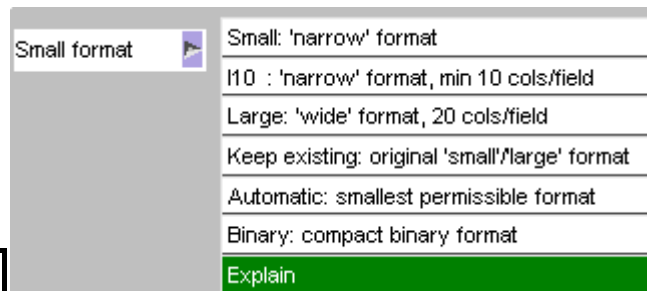 Small format
Small: 'narrow' format
I10 : 'narrow' format, min 10 cols/field
Large: 'wide' format, 20 cols/field
Keep existing: original 'small'/'large' format
Automatic: smallest permissible format
Binary: compact binary format
Explain